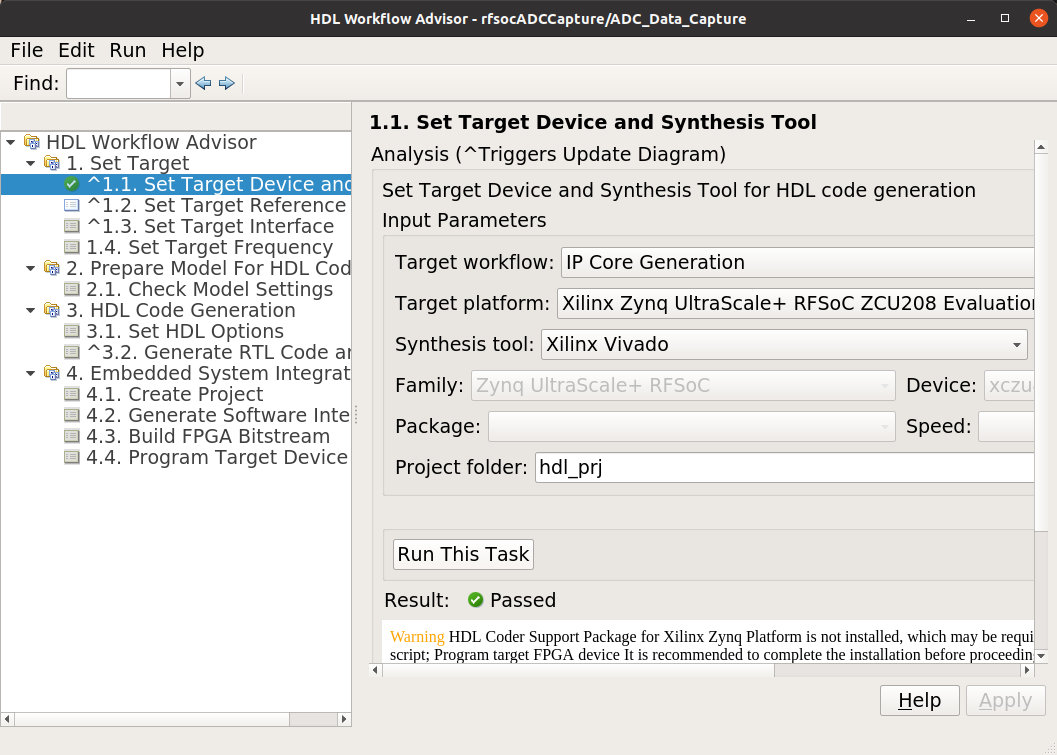 HDL Workflow Advisor - rfsocADCCapture/ADC_Data_Capture
File Edit Run Help
Find:
HDL Workflow Advisor
1. Set Target
^1.1. Set Target Device and
^1.2. Set Target Reference
^1.3. Set Target Interface
1.4. Set Target Frequency
2. Prepare Model For HDL Cod
2.1. Check Model Settings
3. HDL Code Generation
3.1. Set HDL Options
^3.2. Generate RTL Code ar
4. Embedded System Integrat
4.1. Create Project
4.2. Generate Software Inte
4.3. Build FPGA Bitstream
4.4. Program Target Device
1.1. Set Target Device and Synthesis Tool
Analysis (^Triggers Update Diagram)
Set Target Device and Synthesis Tool for HDL code generation
Input Parameters
Target workflow: IP Core Generation
Target platform: Xilinx Zynq UltraScale+ RFSoC ZCU208 Evaluation
Synthesis tool: Xilinx Vivado
Family: Zynq UltraScale+ RFSoC Device: xczu
Package: Speed:
Project folder: hdl_prj
Run This Task
Result: Passed
Warning HDL Coder Support Package for Xilinx Zynq Platform is not installed, which may be requi
script; Program target FPGA device It is recommended to complete the installation before proceeding
Help Apply